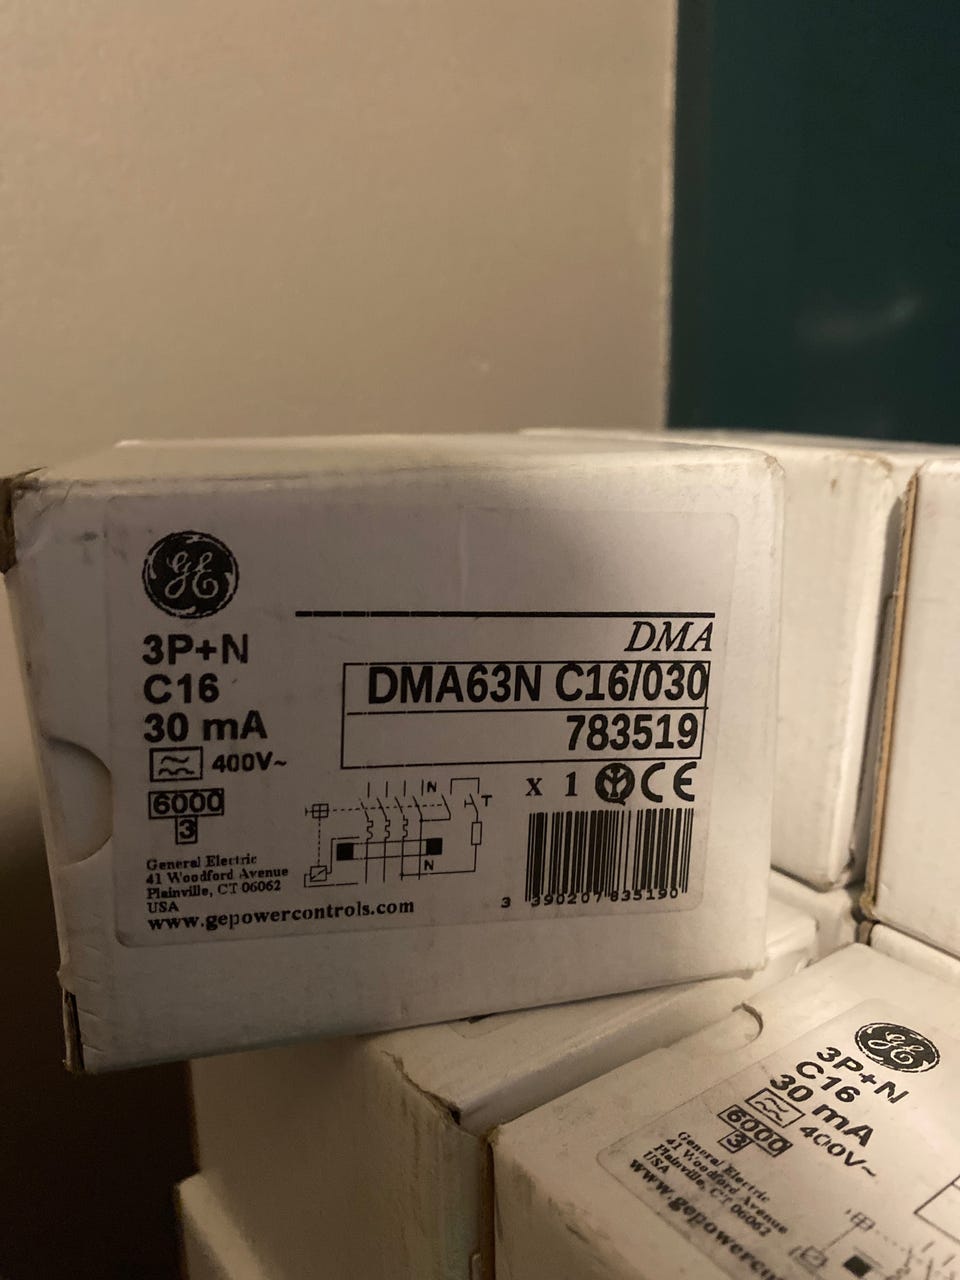 GE
3P+N
C16
30 mA
400V~
6000
3
General Electric
41 Woodford Avenue
Plainville, CT 06062
USA
www.gepowercontrols.com
DMA
DMA63N C16/030
783519
x 1 CE
N
T
N
3 390207 835190
GE
3P+N
C16
30 mA
400V~
6000
3
General Electric
41 Woodford Avenue
Plainville, CT 06062
USA
www.gepowercon